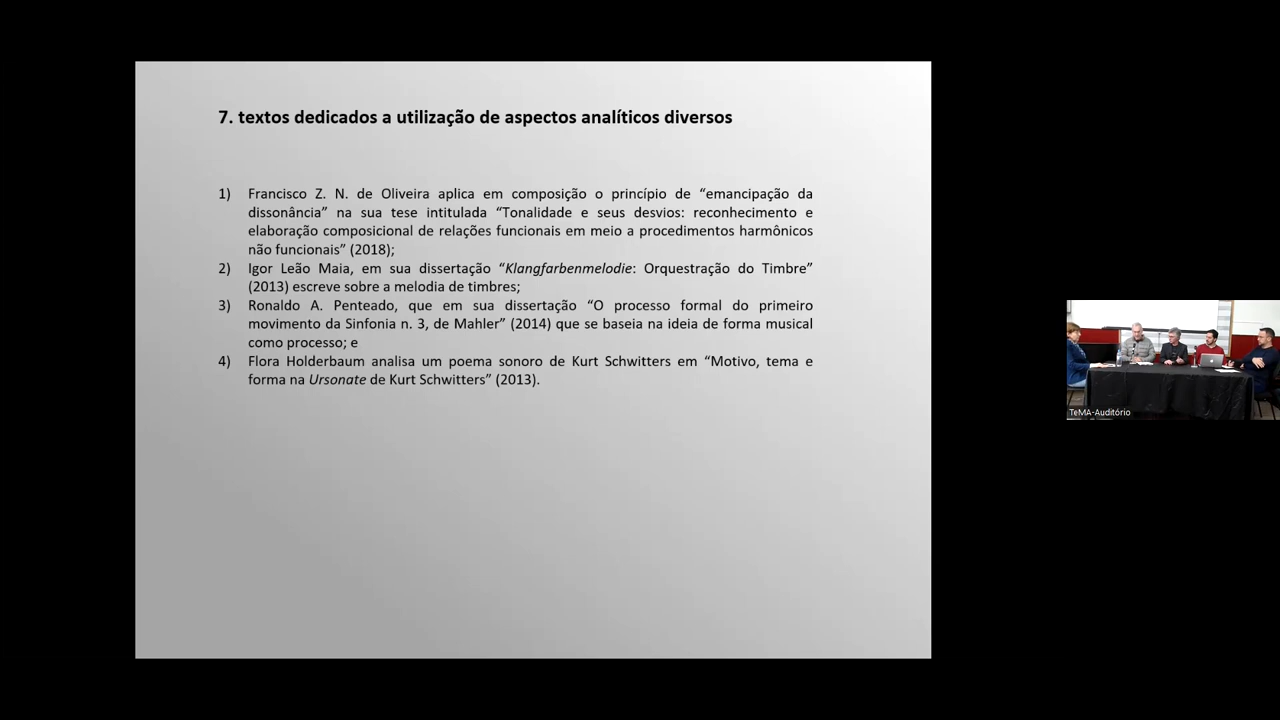 7. textos dedicados a utilização de aspectos analíticos diversos
1) Francisco Z. N. de Oliveira aplica em composição o princípio de “emancipação da
dissonância” na sua tese intitulada “Tonalidade e seus desvios: reconhecimento e
elaboração composicional de relações funcionais em meio a procedimentos harmônicos
não funcionais” (2018);
2) Igor Leão Maia, em sua dissertação “Klangfarbenmelodie: Orquestração do Timbre”
(2013) escreve sobre a melodia de timbres;
3) Ronaldo A. Penteado, que em sua dissertação “O processo formal do primeiro
movimento da Sinfonia n. 3, de Mahler” (2014) que se baseia na ideia de forma musical
como processo; e
4) Flora Holderbaum analisa um poema sonoro de Kurt Schwitters em “Motivo, tema e
forma na Ursonate de Kurt Schwitters” (2013).
TeMA-Auditório